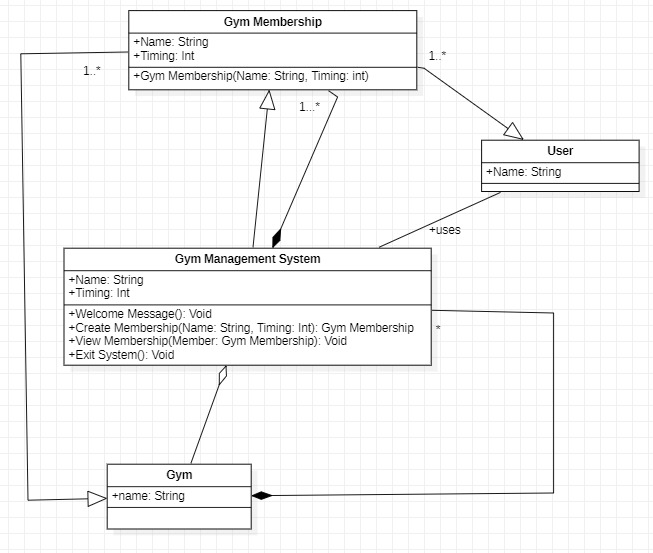 Gym Membership
+Name: String
+Timing: Int
+Gym Membership(Name: String, Timing: int)
1..*
1..*
1...*
User
+Name: String
+uses
Gym Management System
+Name: String
+Timing: Int
+Welcome Message(): Void
+Create Membership(Name: String, Timing: Int): Gym Membership
+View Membership(Member: Gym Membership): Void
+Exit System(): Void
*
Gym
+name: String